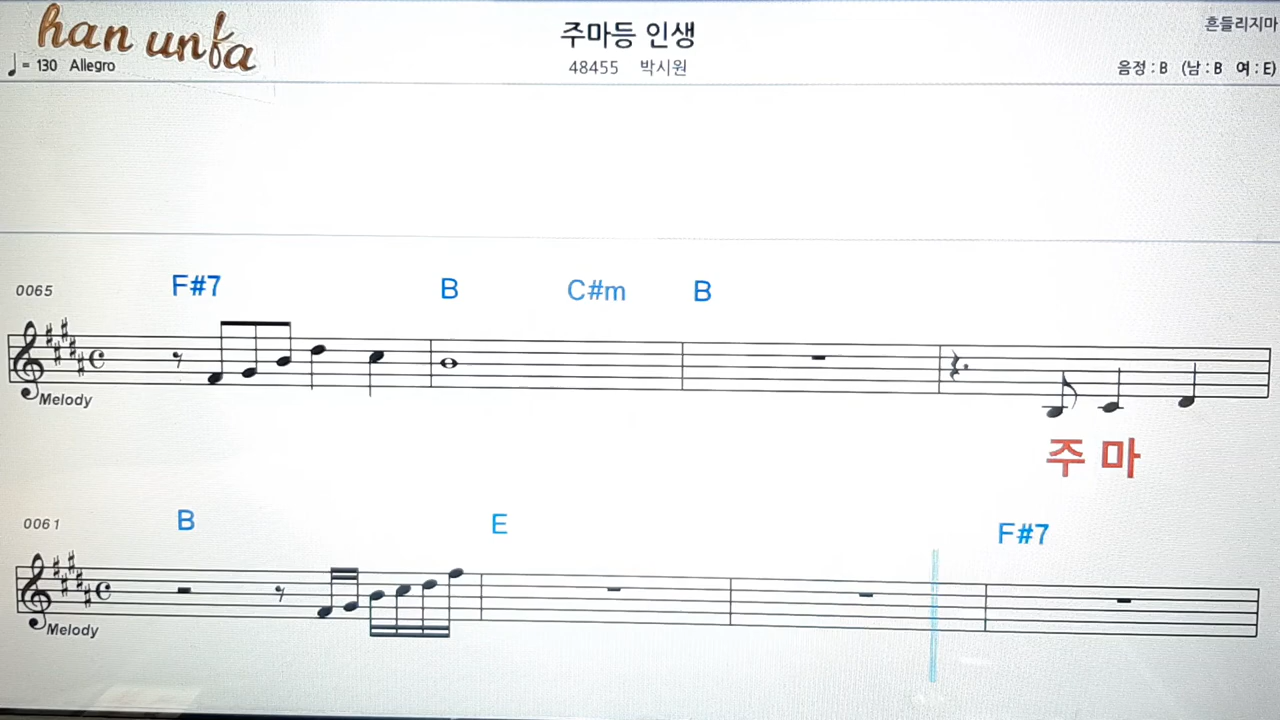 han unfa
주마등 인생
흔들리지마
♩= 130 Allegro
48455 박시원
음정 : B (남 : B 여 : E)
0065 F#7 B C#m B
Melody
주 마
0061 B E F#7
Melody